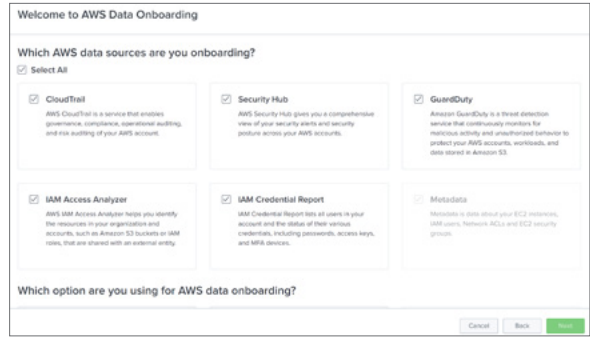 Welcome to AWS Data Onboarding
Which AWS data sources are you onboarding?
Select All
CloudTrail
AWS CloudTrail is a service that enables
governance, compliance, operational auditing,
and risk auditing of your AWS account.
Security Hub
AWS Security Hub gives you a comprehensive
view of your security alerts and security
posture across your AWS accounts.
GuardDuty
Amazon GuardDuty is a threat detection
service that continuously monitors for
malicious activity and unauthorized behavior to
protect your AWS accounts, workloads, and
data stored in Amazon S3.
IAM Access Analyzer
AWS IAM Access Analyzer helps you identify
the resources in your organization and
accounts, such as Amazon S3 buckets or IAM
roles, that are shared with an external entity.
IAM Credential Report
IAM Credential Report lists all users in your
account and the status of their various
credentials, including passwords, access keys,
and MFA devices.
Metadata
Metadata is data about your EC2 instances,
IAM users, Network ACLs and EC2 security
groups.
Which option are you using for AWS data onboarding?
Cancel
Back
Next